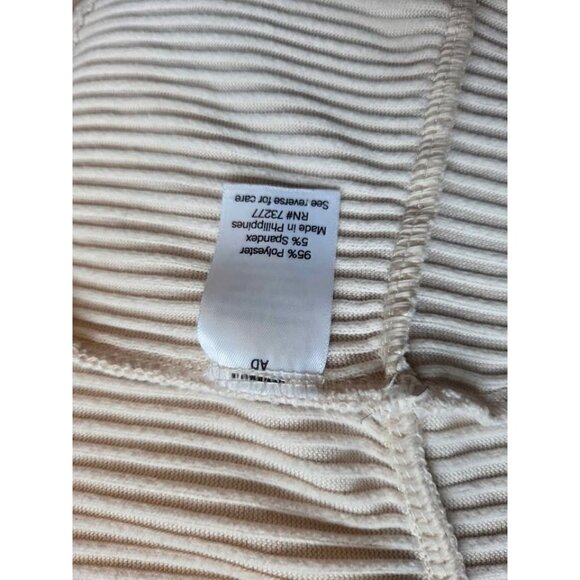 AD
95% Polyester
5% Spandex
Made in Philippines
RN# 73277
See reverse for care